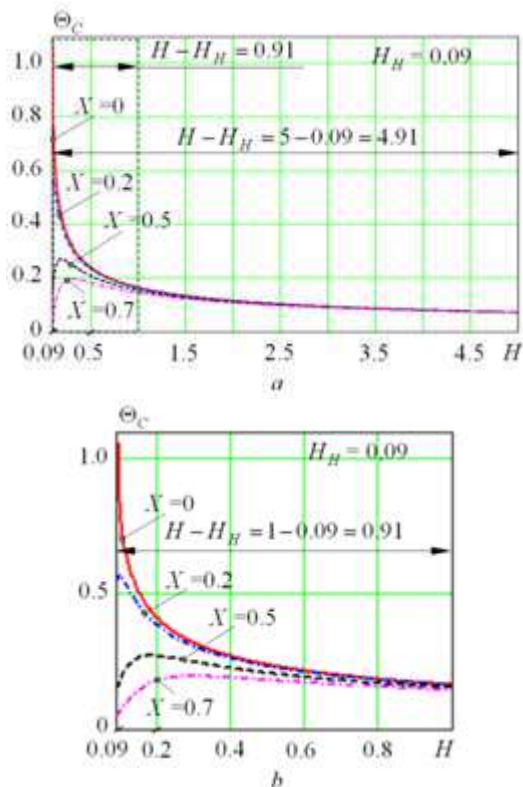 Θ_C
H – H_H = 0.91
H_H = 0.09
1.0
X = 0
0.8
H – H_H = 5 – 0.09 = 4.91
0.6
X = 0.2
X = 0.5
0.4
0.2
X = 0.7
0
0.09 0.5 1.5 2.5 3.5 4.5 H
a
Θ_C
H_H = 0.09
1.0
X = 0
H – H_H = 1 – 0.09 = 0.91
X = 0.2
0.5
X = 0.5
X = 0.7
0
0.09 0.2 0.4 0.6 0.8 H
b